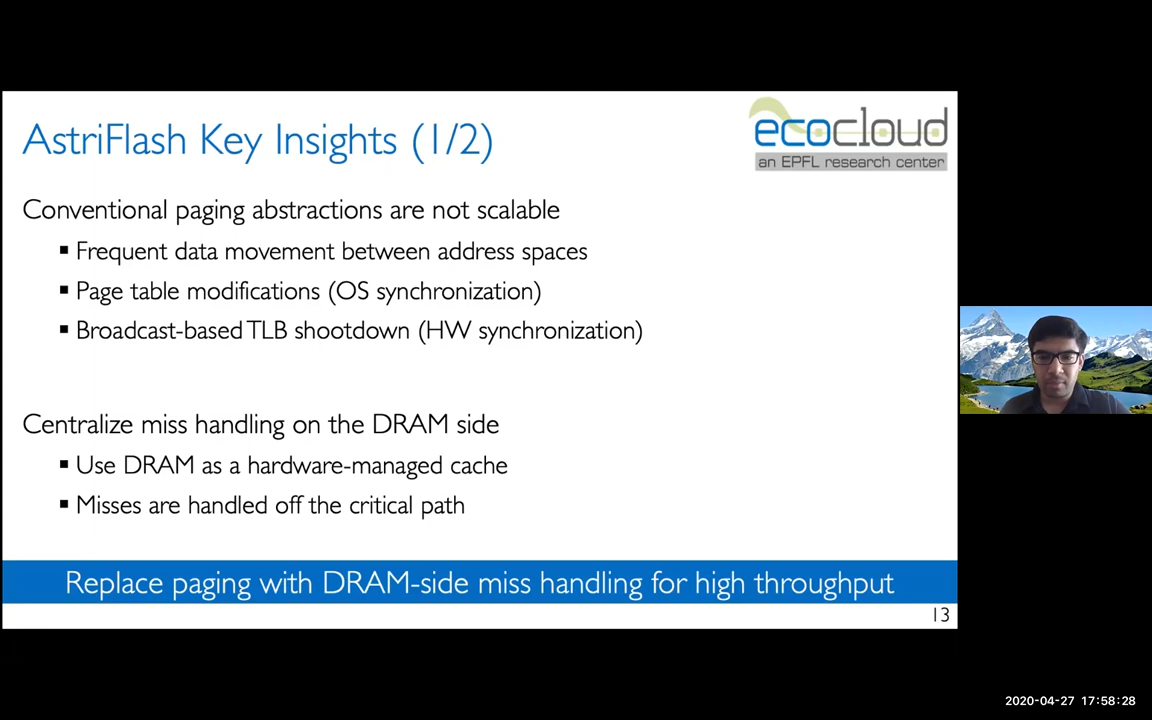 AstriFlash Key Insights (1/2)
ecocloud
an EPFL research center
Conventional paging abstractions are not scalable
▪ Frequent data movement between address spaces
▪ Page table modifications (OS synchronization)
▪ Broadcast-based TLB shootdown (HW synchronization)
Centralize miss handling on the DRAM side
▪ Use DRAM as a hardware-managed cache
▪ Misses are handled off the critical path
Replace paging with DRAM-side miss handling for high throughput
13
2020-04-27 17:58:28